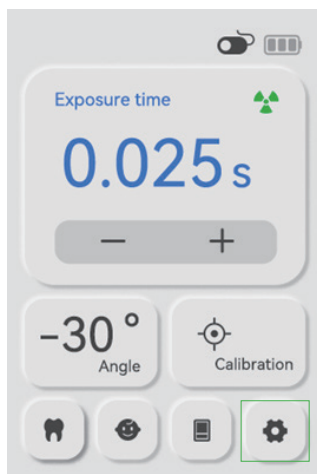 Exposure time
0.025 s
− +
-30°
Angle
Calibration